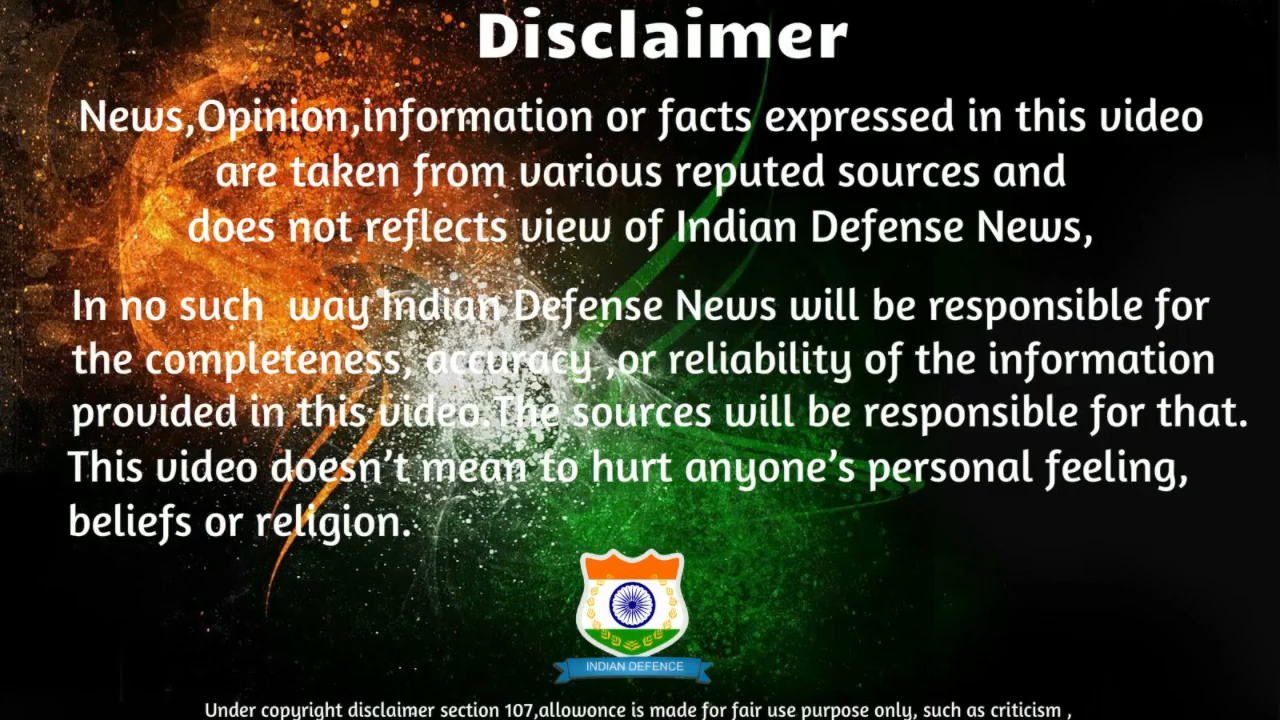 Disclaimer
News,Opinion,information or facts expressed in this video
are taken from various reputed sources and
does not reflects view of Indian Defense News,
In no such way Indian Defense News will be responsible for
the completeness, accuracy ,or reliability of the information
provided in this video.The sources will be responsible for that.
This video doesn't mean to hurt anyone's personal feeling,
beliefs or religion.
INDIAN DEFENCE
Under copyright disclaimer section 107,allowonce is made for fair use purpose only, such as criticism ,